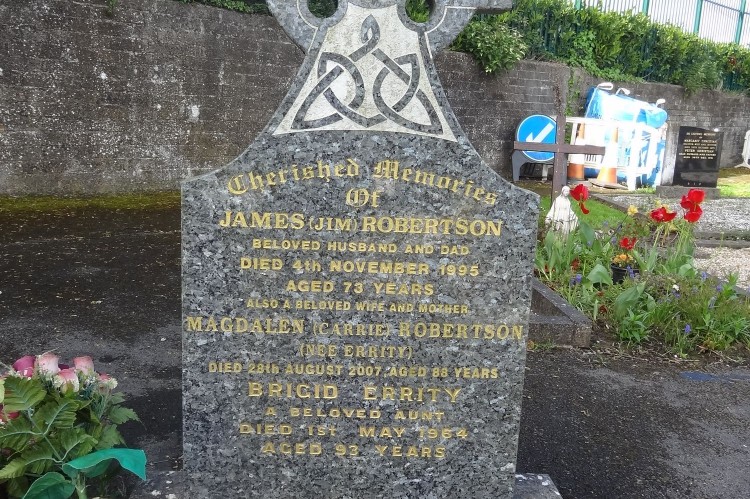 Cherished Memories
Of
JAMES (JIM) ROBERTSON
BELOVED HUSBAND AND DAD
DIED 4th NOVEMBER 1995
AGED 73 YEARS
ALSO A BELOVED WIFE AND MOTHER
MAGDALEN (CARRIE) ROBERTSON
(NEE ERRITY)
DIED 28th AUGUST 2007, AGED 88 YEARS
BRIGID ERRITY
A BELOVED AUNT
DIED 1ST MAY 1964
AGED 93 YEARS